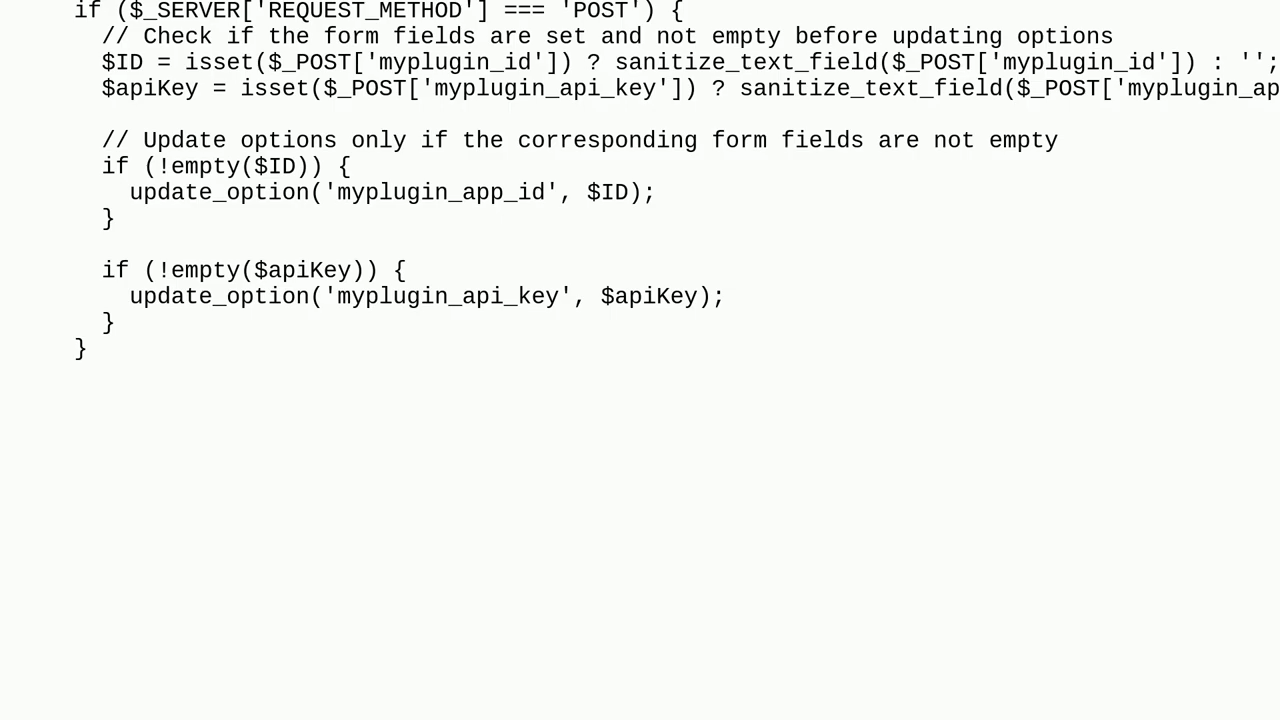 if ($_SERVER['REQUEST_METHOD'] === 'POST') {
// Check if the form fields are set and not empty before updating options
$ID = isset($_POST['myplugin_id']) ? sanitize_text_field($_POST['myplugin_id']) : '';
$apiKey = isset($_POST['myplugin_api_key']) ? sanitize_text_field($_POST['myplugin_ap
// Update options only if the corresponding form fields are not empty
if (!empty($ID)) {
update_option('myplugin_app_id', $ID);
}
if (!empty($apiKey)) {
update_option('myplugin_api_key', $apiKey);
}
}